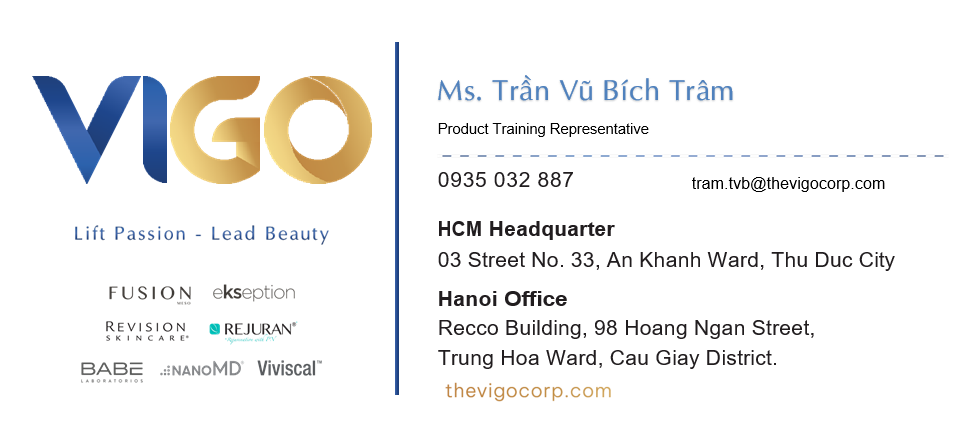 VIGO
Lift Passion - Lead Beauty
FUSION
MESO
ekseption
REVISION
SKINCARE®
REJURAN®
Rejuvenation with PN
BABE
LABORATORIOS
nanoMD®
Viviscal™
Ms. Trần Vũ Bích Trâm
Product Training Representative
0935 032 887
tram.tvb@thevigocorp.com
HCM Headquarter
03 Street No. 33, An Khanh Ward, Thu Duc City
Hanoi Office
Recco Building, 98 Hoang Ngan Street,
Trung Hoa Ward, Cau Giay District.
thevigocorp.com